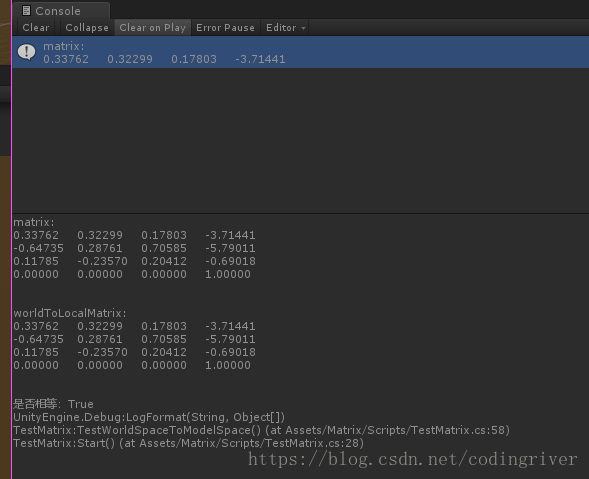 Console
Clear Collapse Clear on Play Error Pause Editor
matrix:
0.33762 0.32299 0.17803 -3.71441
matrix:
0.33762 0.32299 0.17803 -3.71441
-0.64735 0.28761 0.70585 -5.79011
0.11785 -0.23570 0.20412 -0.69018
0.00000 0.00000 0.00000 1.00000
worldToLocalMatrix:
0.33762 0.32299 0.17803 -3.71441
-0.64735 0.28761 0.70585 -5.79011
0.11785 -0.23570 0.20412 -0.69018
0.00000 0.00000 0.00000 1.00000
是否相等: True
UnityEngine.Debug:LogFormat(String, Object[])
TestMatrix:TestWorldSpaceToModelSpace() (at Assets/Matrix/Scripts/TestMatrix.cs:58)
TestMatrix:Start() (at Assets/Matrix/Scripts/TestMatrix.cs:28)
https://blog.csdn.net/codingriver